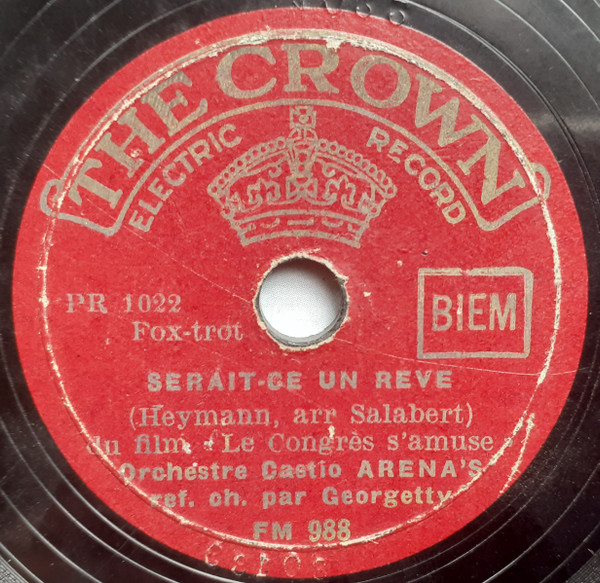 THE CROWN
ELECTRIC RECORD
PR 1022
Fox-trot
BIEM
SERAIT-CE UN REVE
(Heymann, arr Salabert)
du film "Le Congrès s'amuse
Orchestre Castio ARENA'S
ref. ch. par Georgetty
FM 988